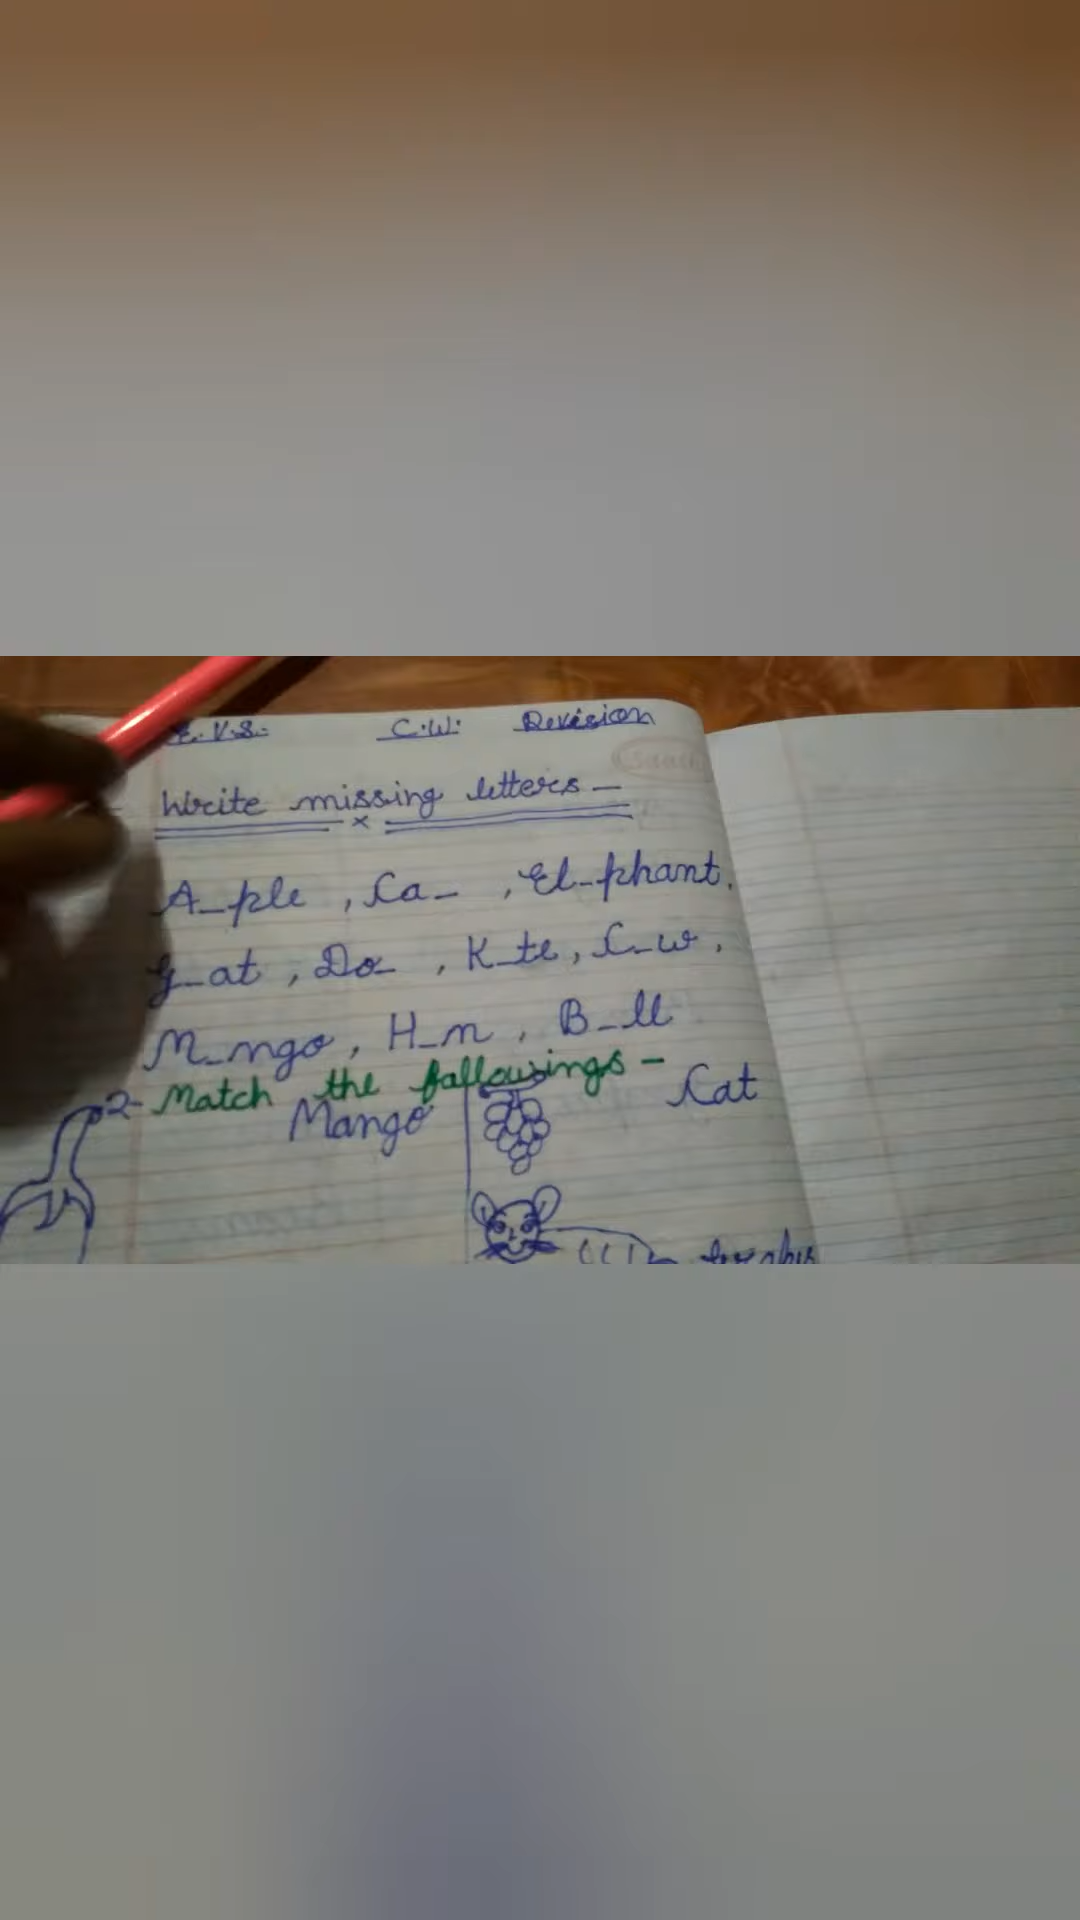 E.V.S. C.W. Revision
Write missing letters —
A_ple , Ca_ , El_phant,
g_at , Do_ , K_te , C_w ,
M_ngo , H_n , B_ll
2- Match the fallowings -
Mango Cat